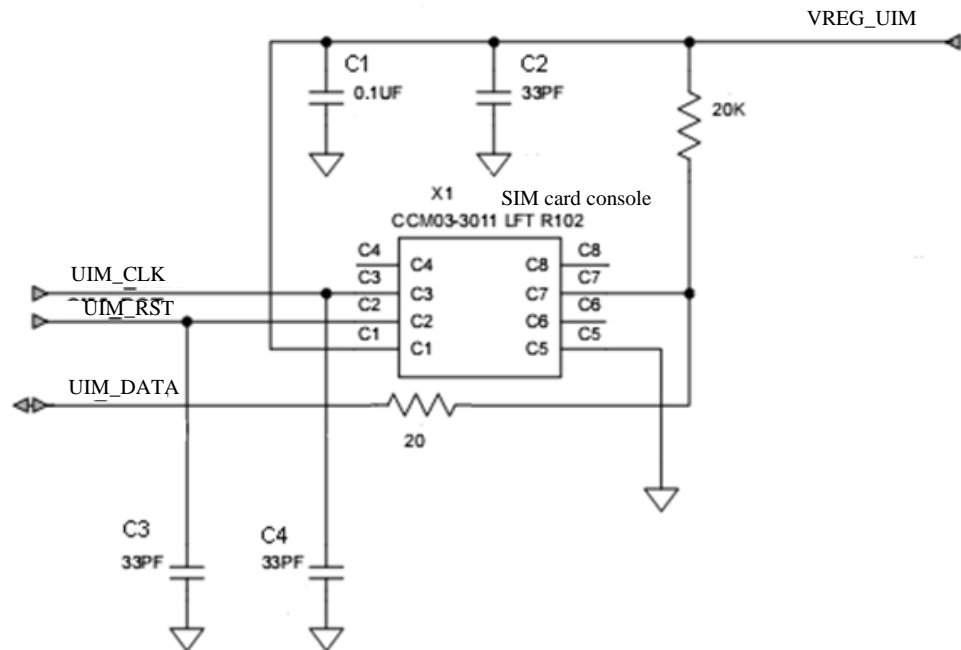 VREG_UIM
C1
0.1UF
C2
33PF
20K
X1
SIM card console
CCM03-3011 LFT R102
C4
C4
C8
C8
C3
C7
UIM_CLK
C3
C7
C2
C6
UIM_RST
C2
C6
C1
C5
C1
C5
UIM_DATA
20
C3
33PF
C4
33PF